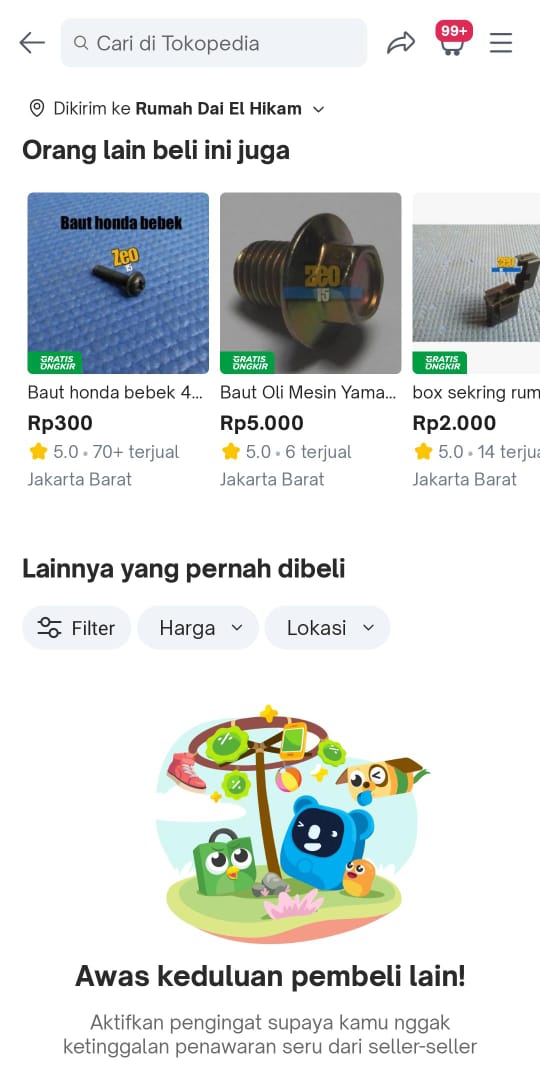 Cari di Tokopedia
99+
Dikirim ke Rumah Dai El Hikam
Orang lain beli ini juga
Baut honda bebek
Zeo
15
GRATIS
ONGKIR
Baut honda bebek 4...
Rp300
5.0 • 70+ terjual
Jakarta Barat
ZEO
15
GRATIS
ONGKIR
Baut Oli Mesin Yama...
Rp5.000
5.0 • 6 terjual
Jakarta Barat
GRATIS
ONGKIR
box sekring rum
Rp2.000
5.0 • 14 terjua
Jakarta Barat
Lainnya yang pernah dibeli
Filter
Harga
Lokasi
Awas keduluan pembeli lain!
Aktifkan pengingat supaya kamu nggak
ketinggalan penawaran seru dari seller-seller